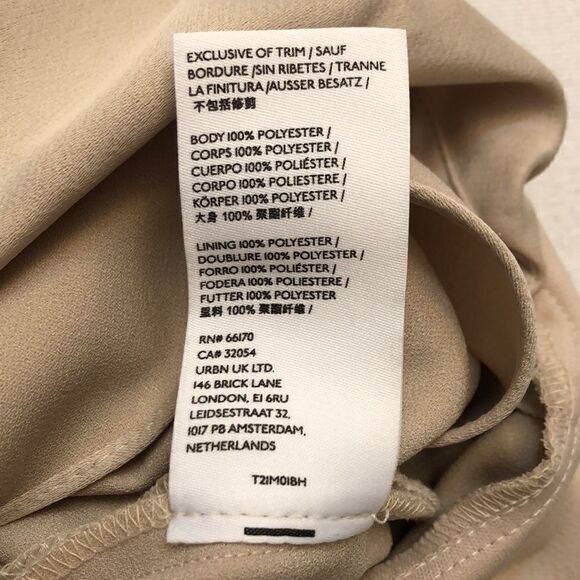 EXCLUSIVE OF TRIM / SAUF
BORDURE /SIN RIBETES / TRANNE
LA FINITURA /AUSSER BESATZ /
不包括修剪
BODY 100% POLYESTER /
CORPS 100% POLYESTER /
CUERPO 100% POLIÉSTER /
CORPO 100% POLIESTERE /
KÖRPER 100% POLYESTER /
大身 100% 聚酯纤维 /
LINING 100% POLYESTER /
DOUBLURE 100% POLYESTER /
FORRO 100% POLIÉSTER /
FODERA 100% POLIESTERE /
FUTTER 100% POLYESTER
里料 100% 聚酯纤维 /
RN# 66170
CA# 32054
URBN UK LTD.
146 BRICK LANE
LONDON, E1 6RU
LEIDSESTRAAT 32,
1017 PB AMSTERDAM,
NETHERLANDS
T21M01BH